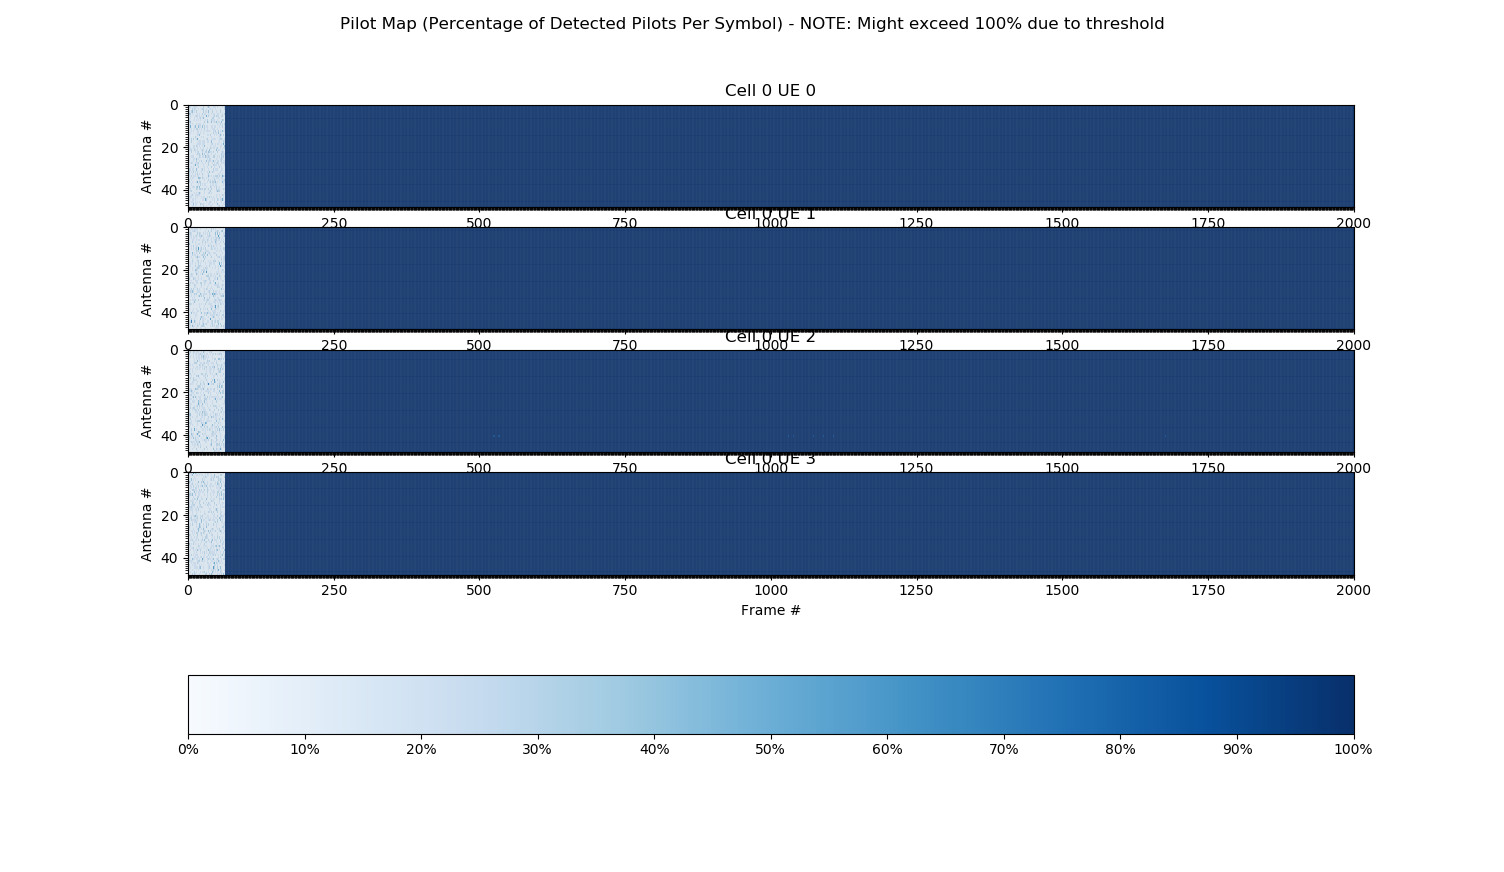 Pilot Map (Percentage of Detected Pilots Per Symbol) - NOTE: Might exceed 100% due to threshold
Cell 0 UE 0
Antenna #
0
20
40
0 250 500 750 1000 1250 1500 1750 2000
Cell 0 UE 1
Antenna #
0
20
40
0 250 500 750 1000 1250 1500 1750 2000
Cell 0 UE 2
Antenna #
0
20
40
0 250 500 750 1000 1250 1500 1750 2000
Cell 0 UE 3
Antenna #
0
20
40
0 250 500 750 1000 1250 1500 1750 2000
Frame #
0% 10% 20% 30% 40% 50% 60% 70% 80% 90% 100%